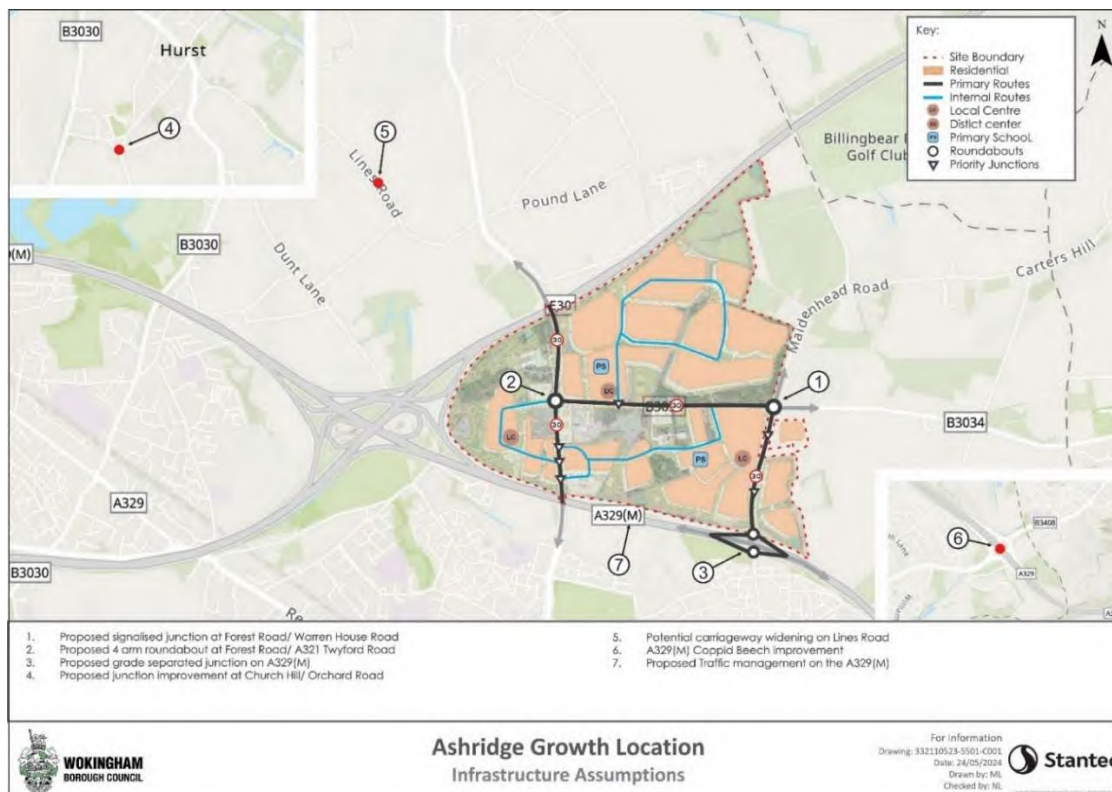 B3030
Hurst
4
5
Lines Road
Pound Lane
B3030
Dunt Lane
A329
B3030
Key:
Site Boundary
Residential
Primary Routes
Internal Routes
LC Local Centre
Distict center
PS Primary SchooL
Roundabouts
Priority Junctions
N
Billingbear
Golf Club
Maidenhead Road
Carters Hill
30
PS
LC
2
30
30
1
B3034
LC
PS
LC
30
A329(M)
7
3
B3408
6
A329
1. Proposed signalised junction at Forest Road/ Warren House Road
2. Proposed 4 arm roundabout at Forest Road/ A321 Twyford Road
3. Proposed grade separated junction on A329(M)
4. Proposed junction improvement at Church Hill/ Orchard Road
5. Potential carriageway widening on Lines Road
6. A329(M) Coppid Beech improvement
7. Proposed Traffic management on the A329(M)
WOKINGHAM
BOROUGH COUNCIL
Ashridge Growth Location
Infrastructure Assumptions
For Information
Drawing: 332110523-5501-C001
Date: 24/05/2024
Drawn by: ML
Checked by: NL
Stantec